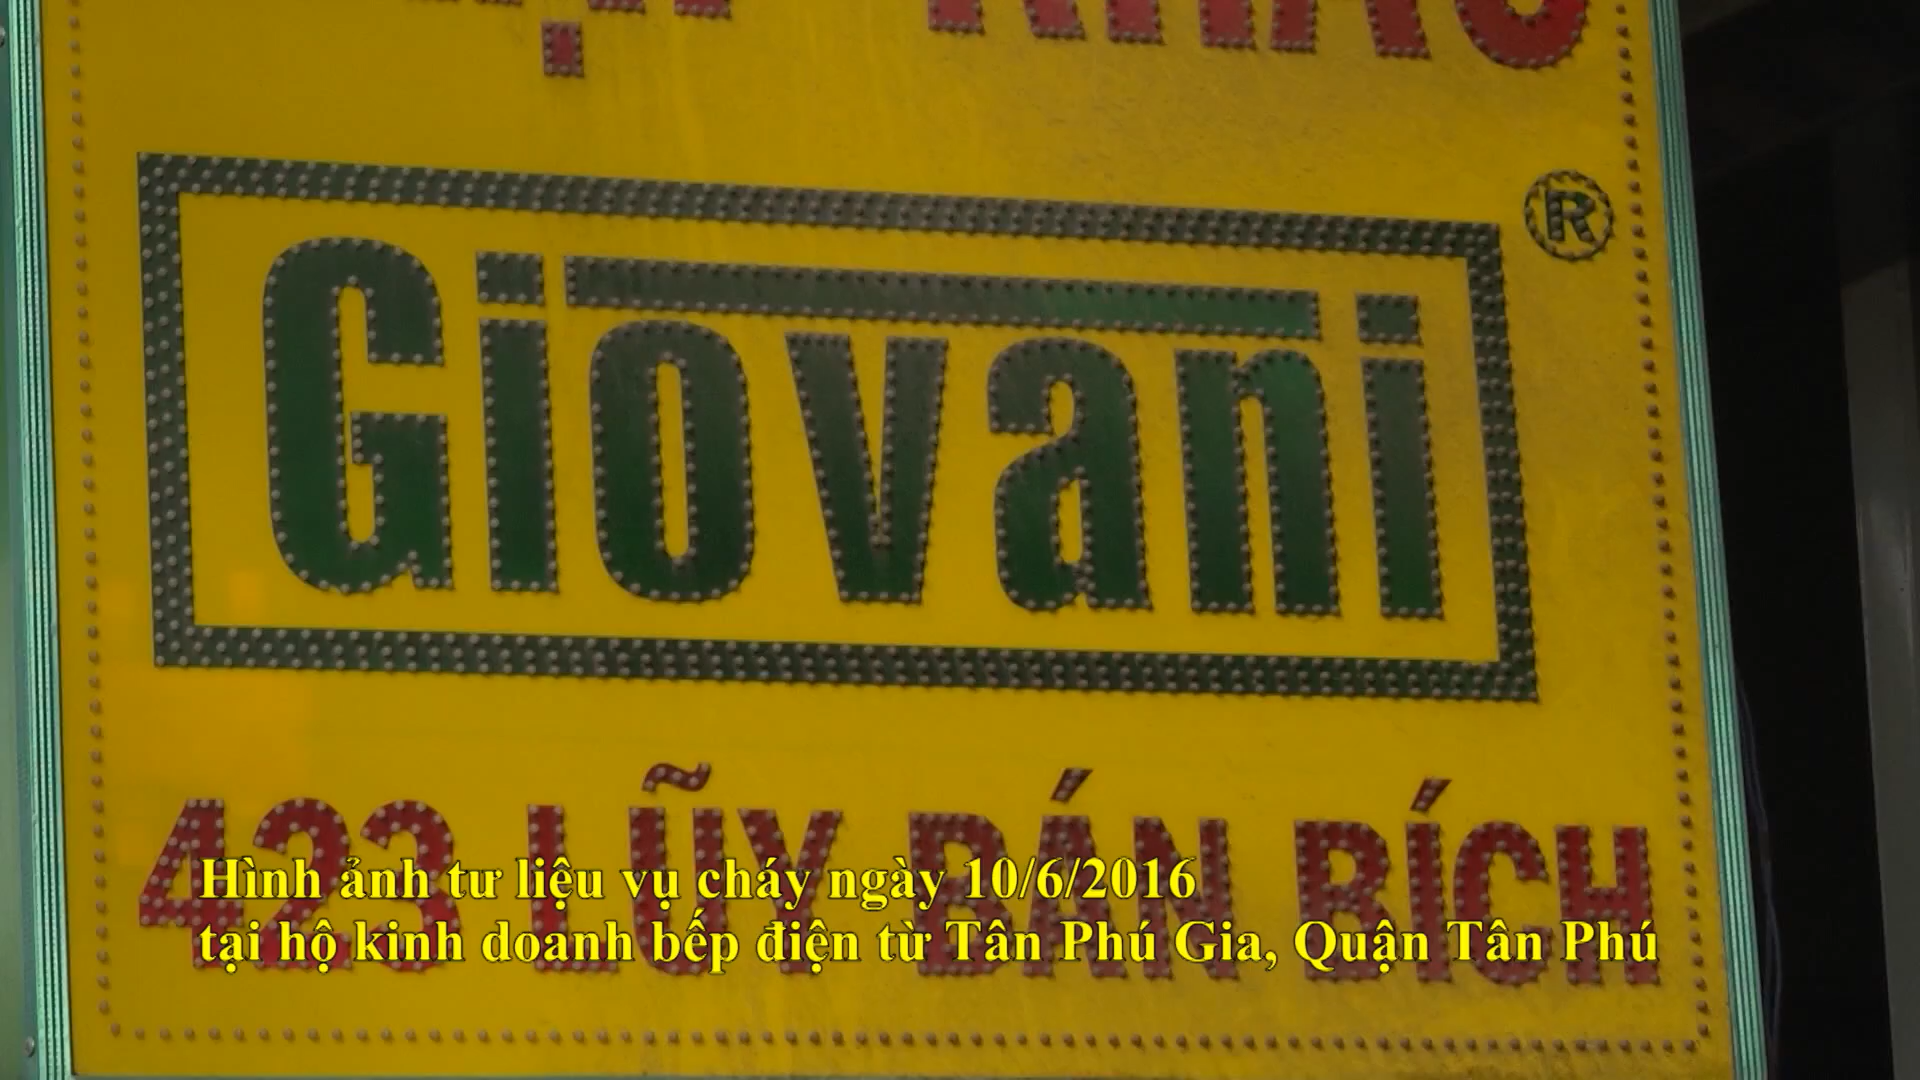 Giovani ®
423 LŨY BÁN BÍCH
Hình ảnh tư liệu vụ cháy ngày 10/6/2016
tại hộ kinh doanh bếp điện từ Tân Phú Gia, Quận Tân Phú